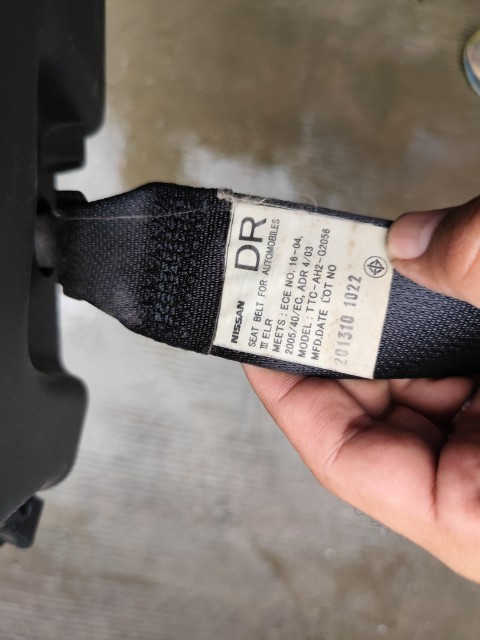 NISSAN DR
SEAT BELT FOR AUTOMOBILES
III ELR
MEETS : ECE NO. 16-04,
2005/40/EC, ADR 4/03
MODEL : TTC-AH2-G2056
MFD.DATE LOT NO
201310 1022